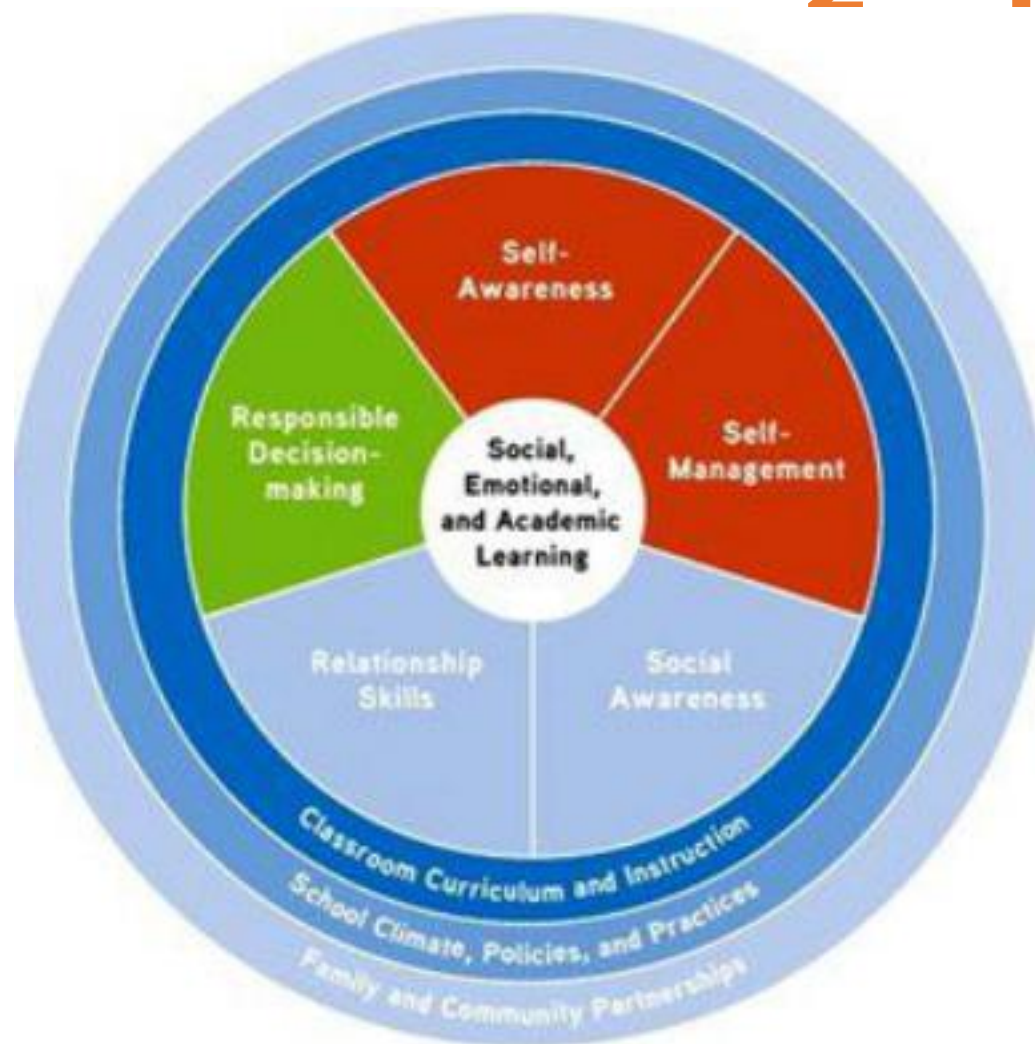 Self-
Awareness
Self-
Management
Responsible
Decision-
making
Social,
Emotional,
and Academic
Learning
Relationship
Skills
Social
Awareness
Classroom Curriculum and Instruction
School Climate, Policies, and Practices
Family and Community Partnerships